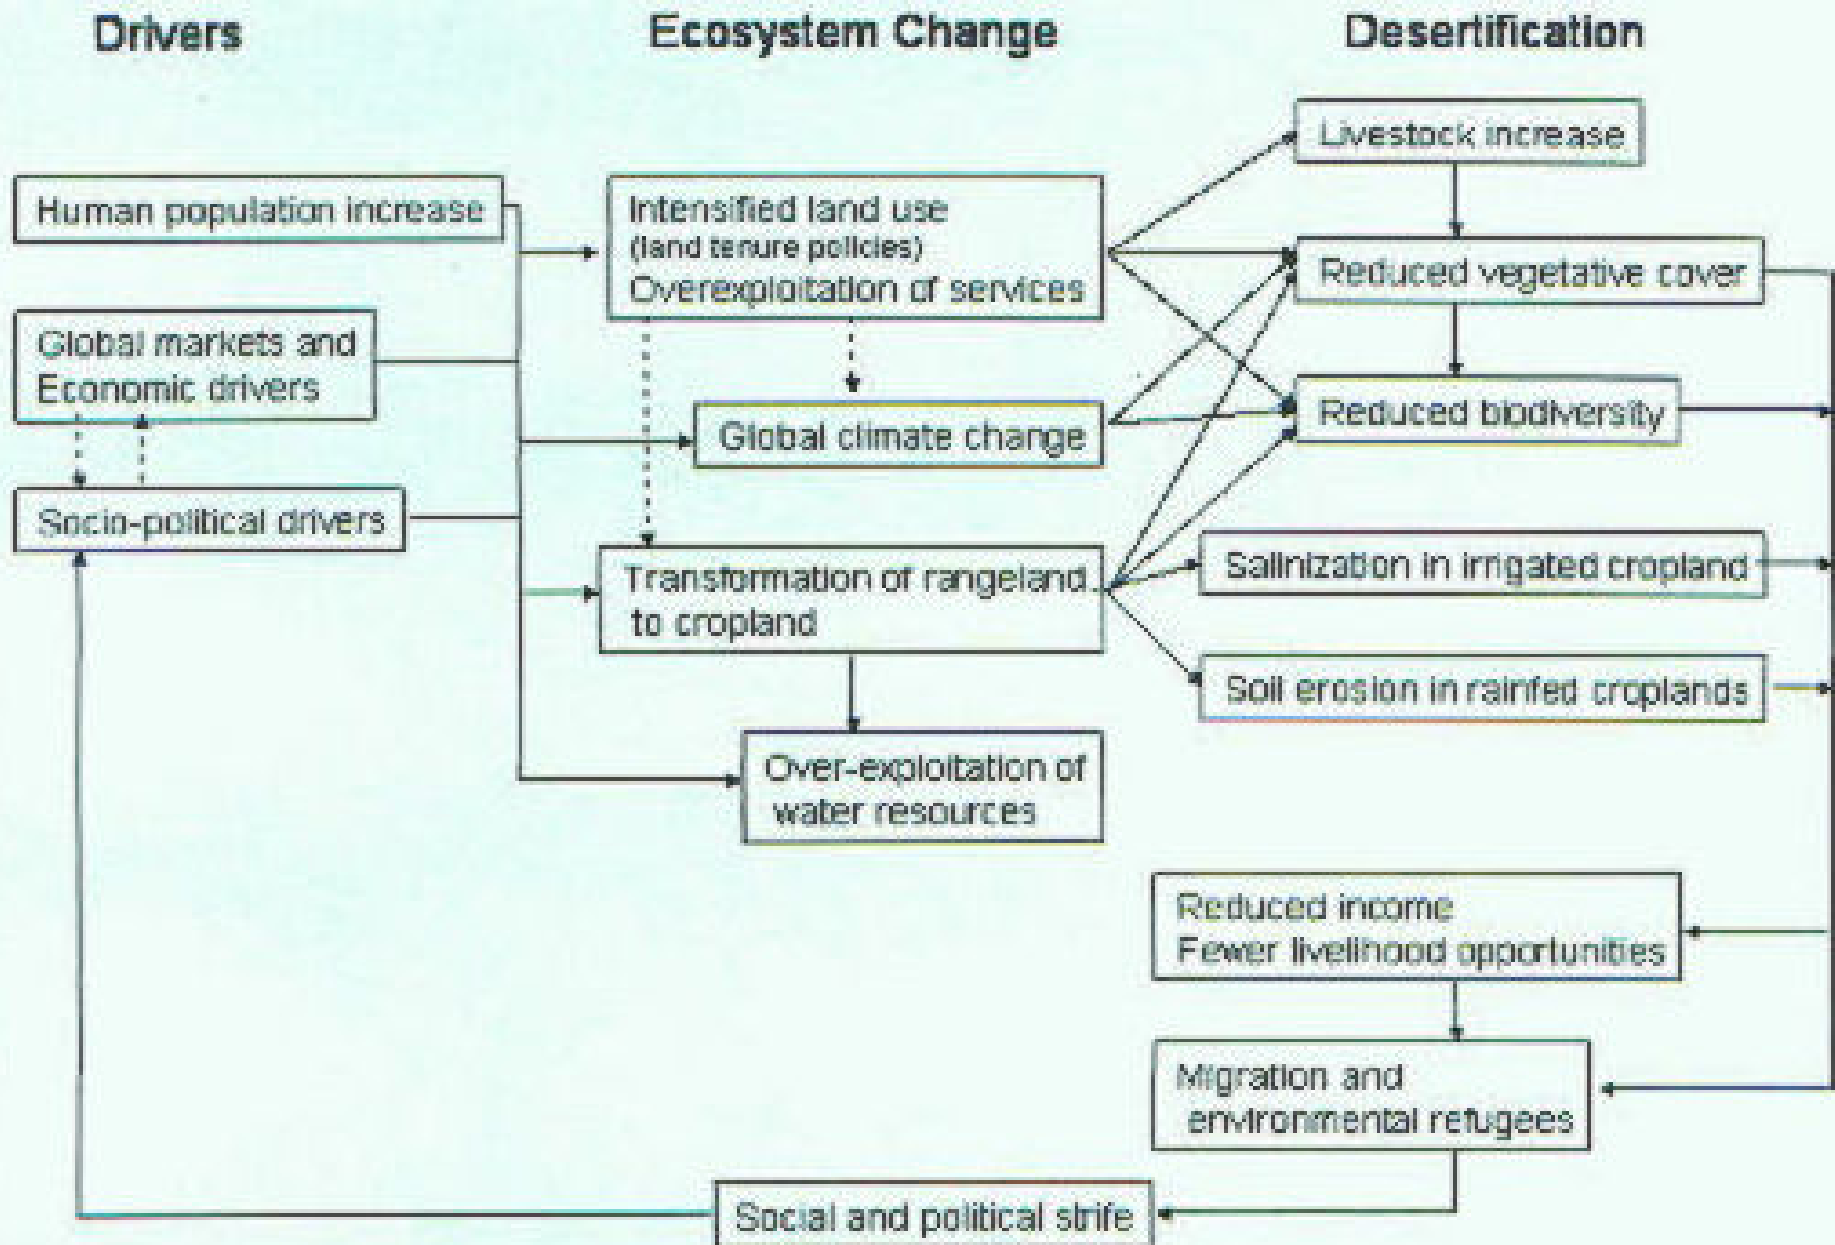 Drivers
Ecosystem Change
Desertification
Human population increase
Global markets and
Economic drivers
Socio-political drivers
Intensified land use
(land tenure policies)
Overexploitation of services
Global climate change
Transformation of rangeland
to cropland
Over-exploitation of
water resources
Livestock increase
Reduced vegetative cover
Reduced biodiversity
Salinization in irrigated cropland
Soil erosion in rainfed croplands
Reduced income
Fewer livelihood opportunities
Migration and
environmental refugees
Social and political strife